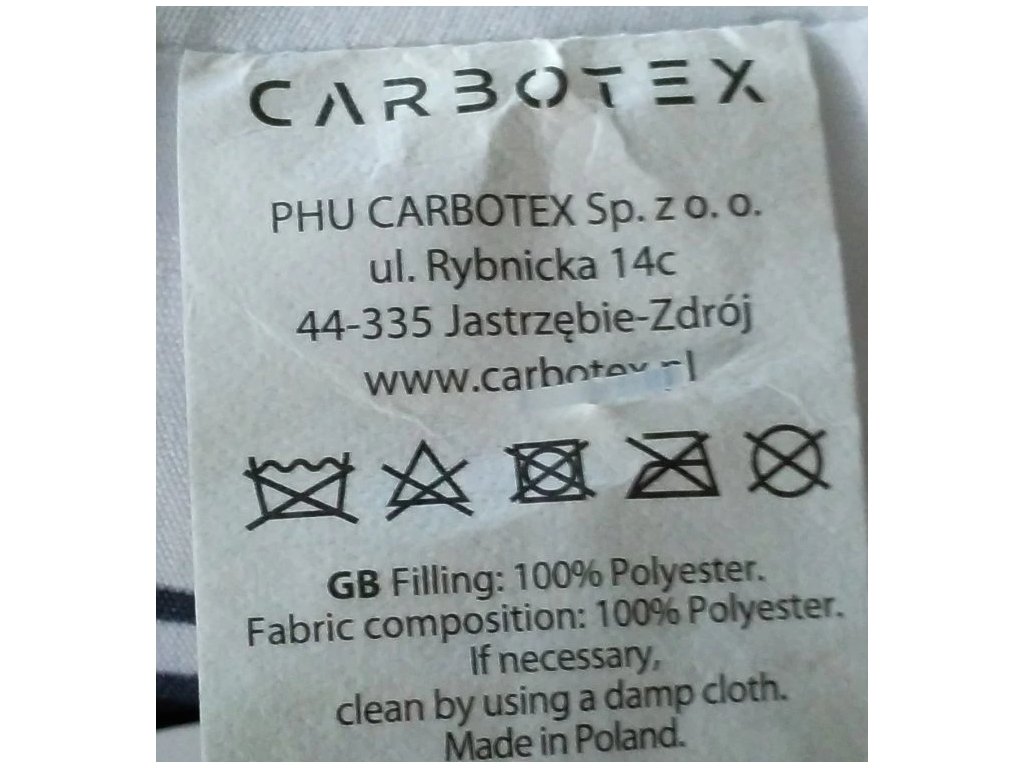 CARBOTEX
PHU CARBOTEX Sp. z o. o.
ul. Rybnicka 14c
44-335 Jastrzębie-Zdrój
www.carbotex.pl
GB Filling: 100% Polyester.
Fabric composition: 100% Polyester.
If necessary,
clean by using a damp cloth.
Made in Poland.